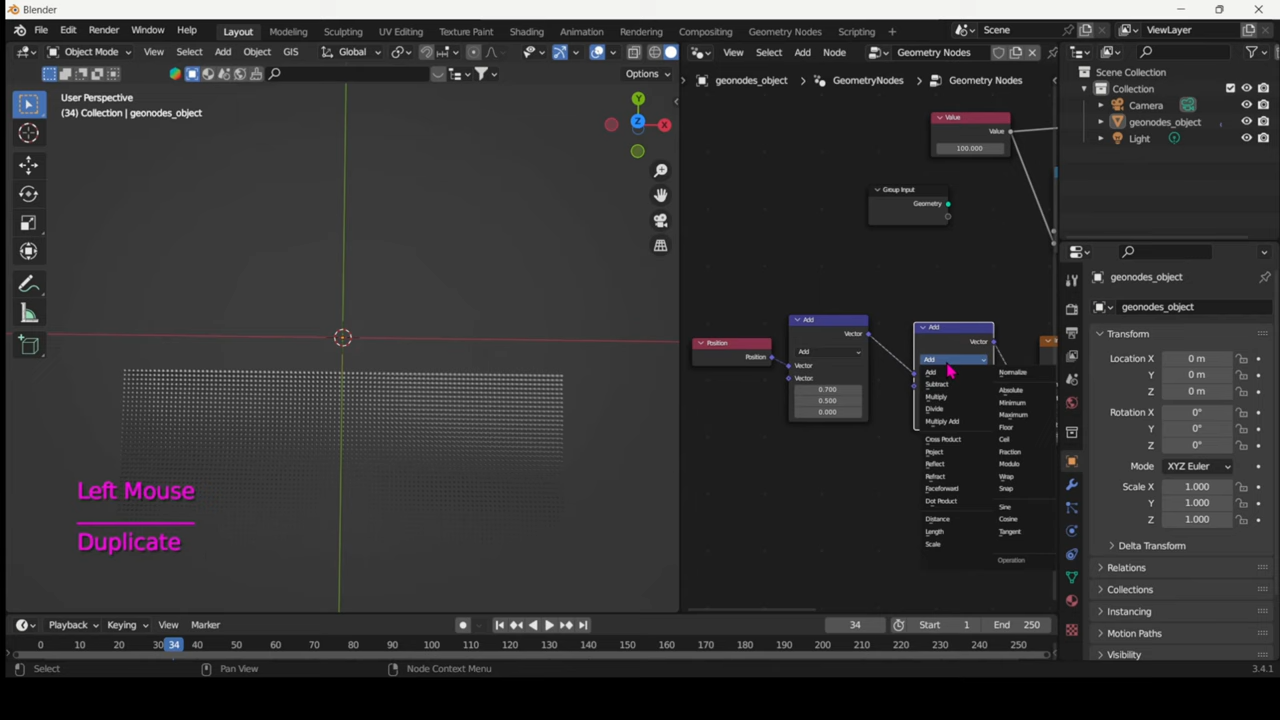 Blender
File Edit Render Window Help Layout Modeling Sculpting UV Editing Texture Paint Shading Animation Rendering Compositing Geometry Nodes Scripting + Scene ViewLayer
Object Mode View Select Add Object GIS Global View Select Add Node Geometry Nodes
Options
geonodes_object > GeometryNodes > Geometry Nodes
User Perspective
(34) Collection | geonodes_object
Y
Z
X
Value
Value
100.000
Group Input
Geometry
Position
Position
Add
Vector
Add
Vector
Vector
0.700
0.500
0.000
Add
Vector
Add
Add
Subtract
Multiply
Divide
Multiply Add
Cross Product
Project
Reflect
Refract
Faceforward
Dot Product
Distance
Length
Scale
Normalize
Absolute
Minimum
Maximum
Floor
Ceil
Fraction
Modulo
Wrap
Snap
Sine
Cosine
Tangent
Operation
Left Mouse
Duplicate
Scene Collection
Collection
Camera
geonodes_object
Light
geonodes_object
geonodes_object
Transform
Location X 0 m
Y 0 m
Z 0 m
Rotation X 0°
Y 0°
Z 0°
Mode XYZ Euler
Scale X 1.000
Y 1.000
Z 1.000
Delta Transform
Relations
Collections
Instancing
Motion Paths
Visibility
Playback Keying View Marker 34 Start 1 End 250
0 10 20 30 34 40 50 60 70 80 90 100 110 120 130 140 150 160 170 180 190 200 210 220 230 240 250
Select Pan View Node Context Menu 3.4.1